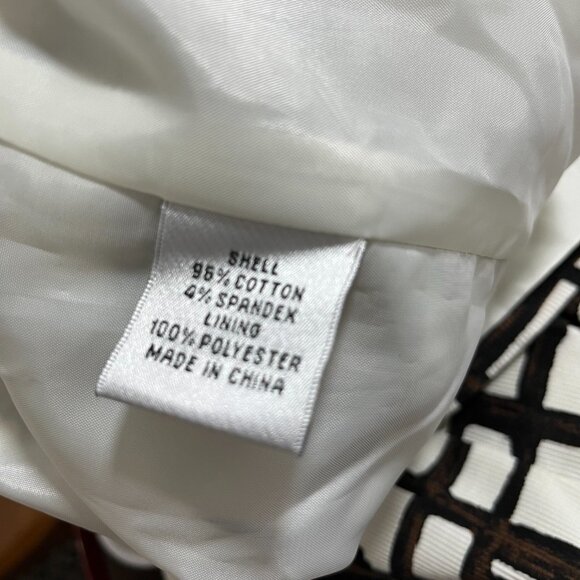 SHELL
96% COTTON
4% SPANDEX
LINING
100% POLYESTER
MADE IN CHINA